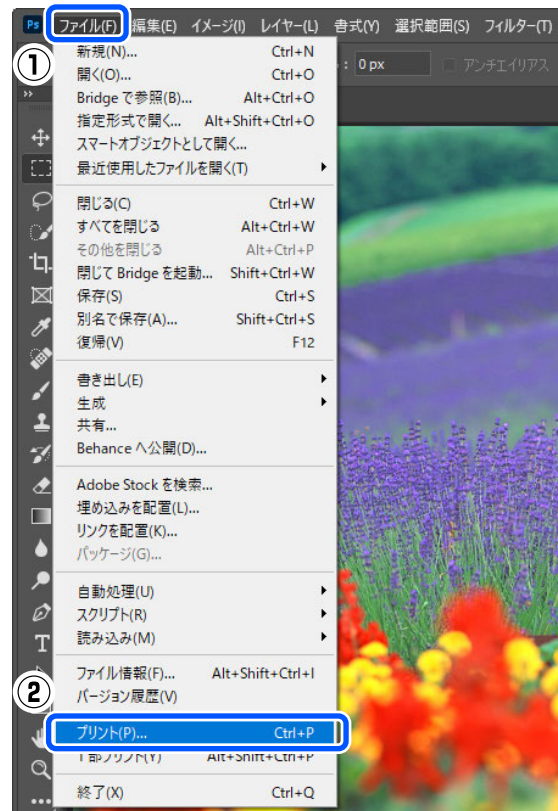 Ps ファイル(F) 編集(E) イメージ(I) レイヤー(L) 書式(Y) 選択範囲(S) フィルター(T)
①
: 0 px アンチエイリアス
新規(N)... Ctrl+N
開く(O)... Ctrl+O
Bridge で参照(B)... Alt+Ctrl+O
指定形式で開く... Alt+Shift+Ctrl+O
スマートオブジェクトとして開く...
最近使用したファイルを開く(T)
閉じる(C) Ctrl+W
すべてを閉じる Alt+Ctrl+W
その他を閉じる Alt+Ctrl+P
閉じて Bridge を起動... Shift+Ctrl+W
保存(S) Ctrl+S
別名で保存(A)... Shift+Ctrl+S
復帰(V) F12
書き出し(E)
生成
共有...
Behance へ公開(D)...
Adobe Stock を検索...
埋め込みを配置(L)...
リンクを配置(K)...
パッケージ(G)...
自動処理(U)
スクリプト(R)
読み込み(M)
ファイル情報(F)... Alt+Shift+Ctrl+I
バージョン履歴(V)
②
プリント(P)... Ctrl+P
1 部プリント(Y) Alt+Shift+Ctrl+P
終了(X) Ctrl+Q